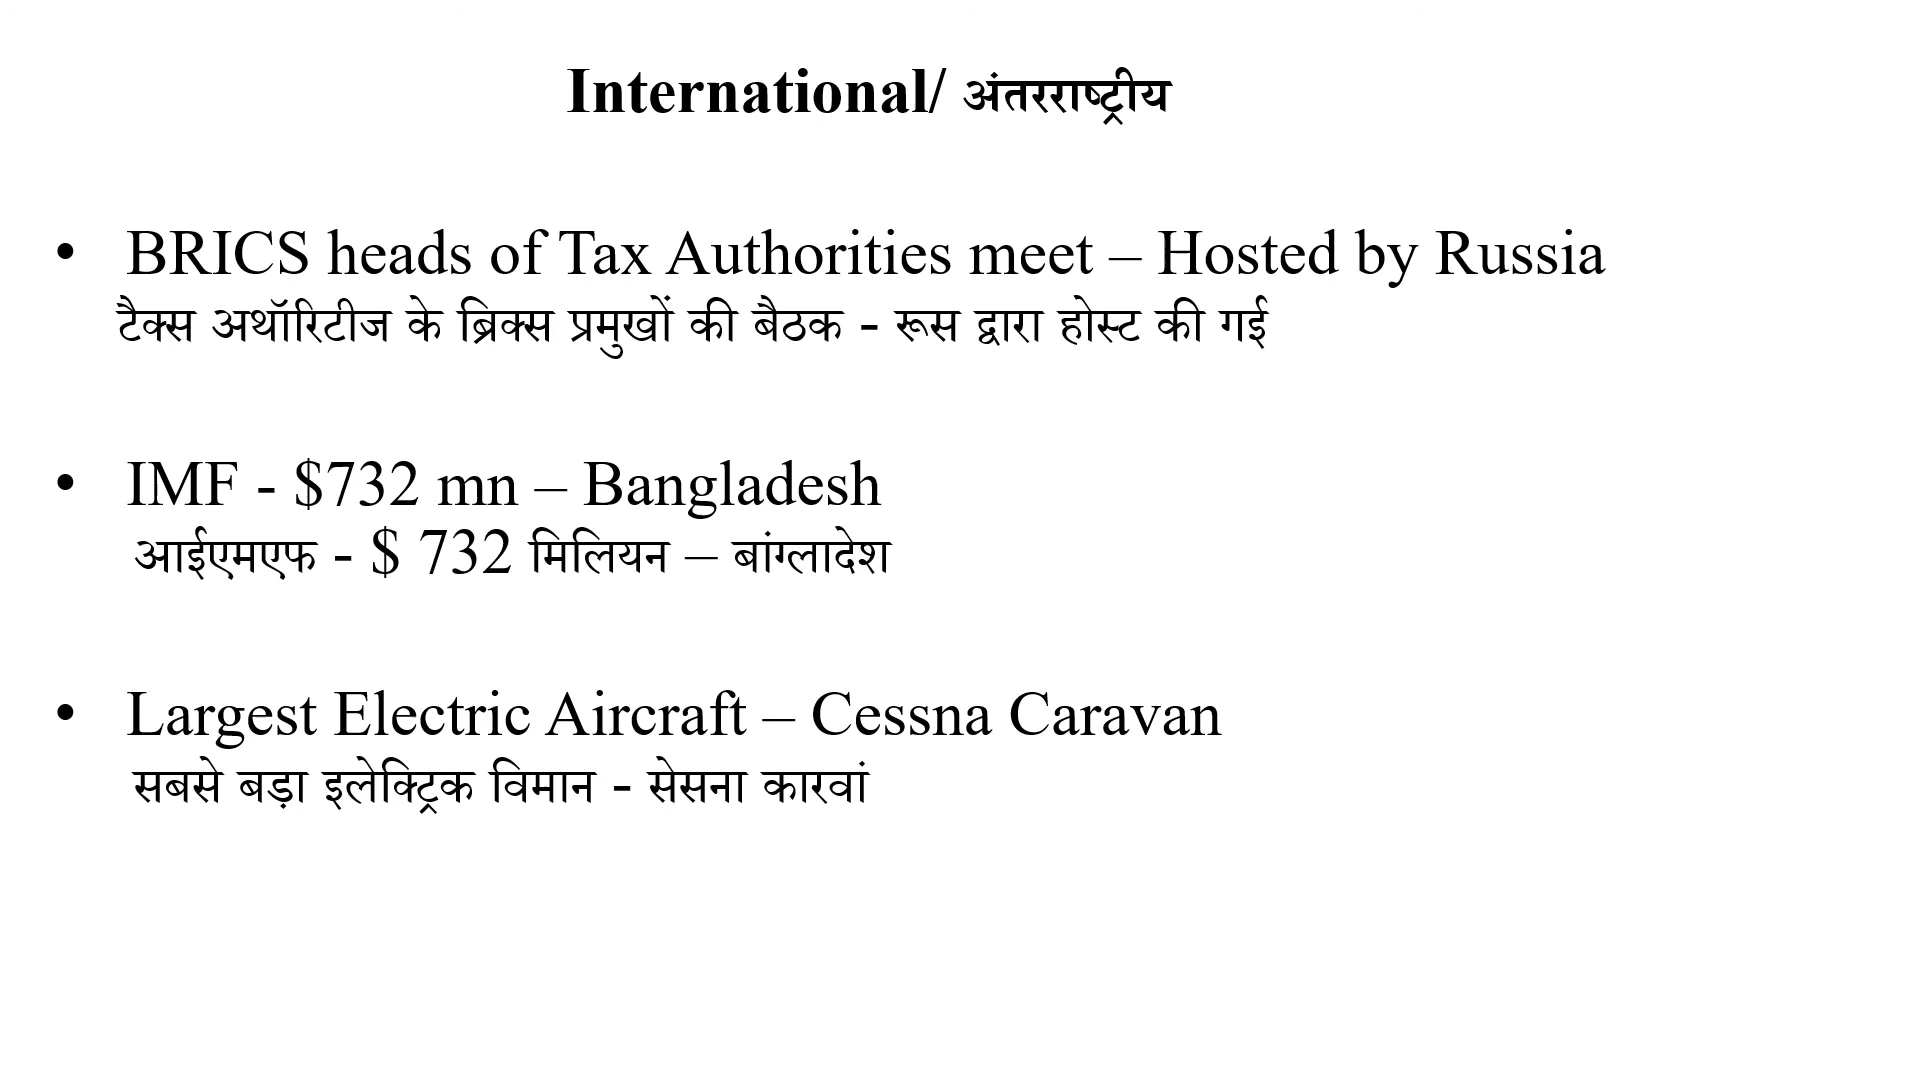 International/ अंतरराष्ट्रीय
• BRICS heads of Tax Authorities meet – Hosted by Russia
टैक्स अथॉरिटीज के ब्रिक्स प्रमुखों की बैठक - रूस द्वारा होस्ट की गई
• IMF - $732 mn – Bangladesh
आईएमएफ - $ 732 मिलियन – बांग्लादेश
• Largest Electric Aircraft – Cessna Caravan
सबसे बड़ा इलेक्ट्रिक विमान - सेसना कारवां